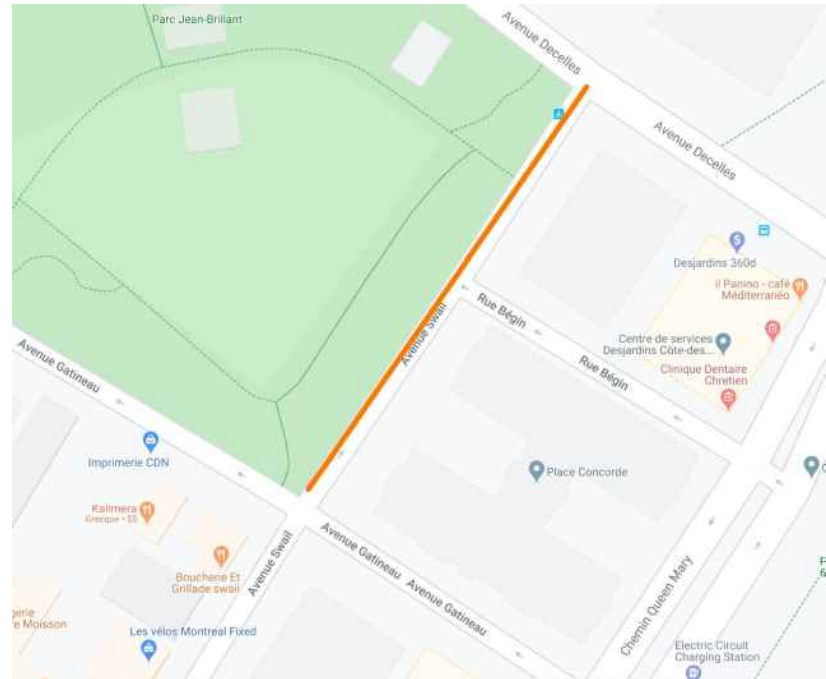 Parc Jean-Brillant
Avenue Decelles
Avenue Decelles
Desjardins 360d
il Panino - café
Méditerranéo
Rue Bégin
Avenue Swail
Centre de services
Desjardins Côte-des...
Rue Bégin
Clinique Dentaire
Chretien
Avenue Gatineau
Imprimerie CDN
Place Concorde
Kalimera
Grecque • $$
Avenue Swail
Boucherie Et
Grillade swail
Avenue Gatineau
Avenue Gatineau
Chemin Queen Mary
gerie
e Moisson
Les vélos Montreal Fixed
Electric Circuit
Charging Station